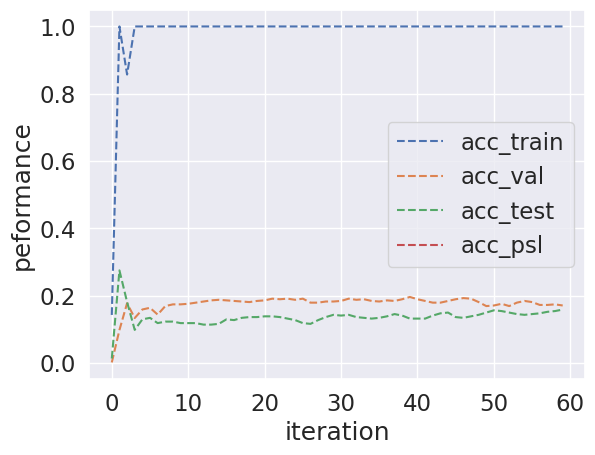 1.0
0.8
0.6
0.4
0.2
0.0
peformance
acc_train
acc_val
acc_test
acc_psl
0 10 20 30 40 50 60
iteration